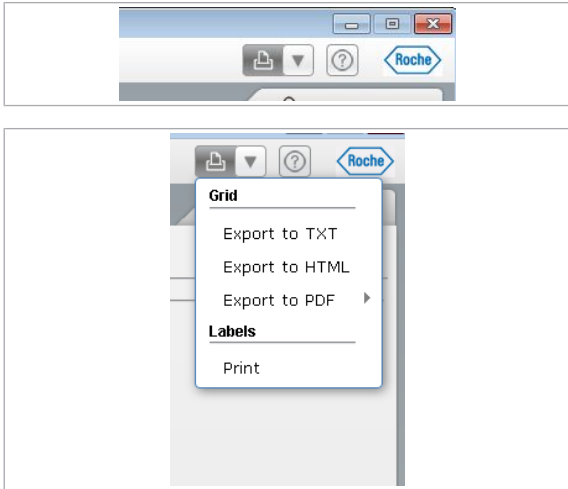 Roche
Roche
Grid
Export to TXT
Export to HTML
Export to PDF
Labels
Print